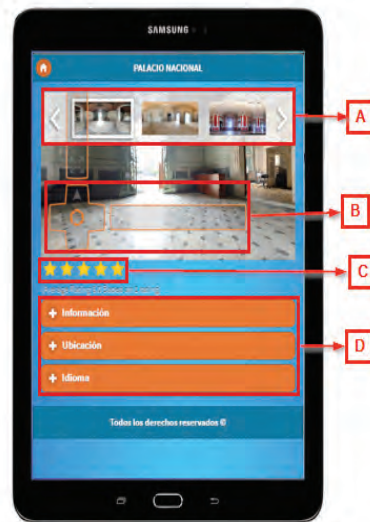 SAMSUNG
PALACIO NACIONAL
A
B
C
D
+ Información
+ Ubicación
+ Idioma
Todos los derechos reservados ©